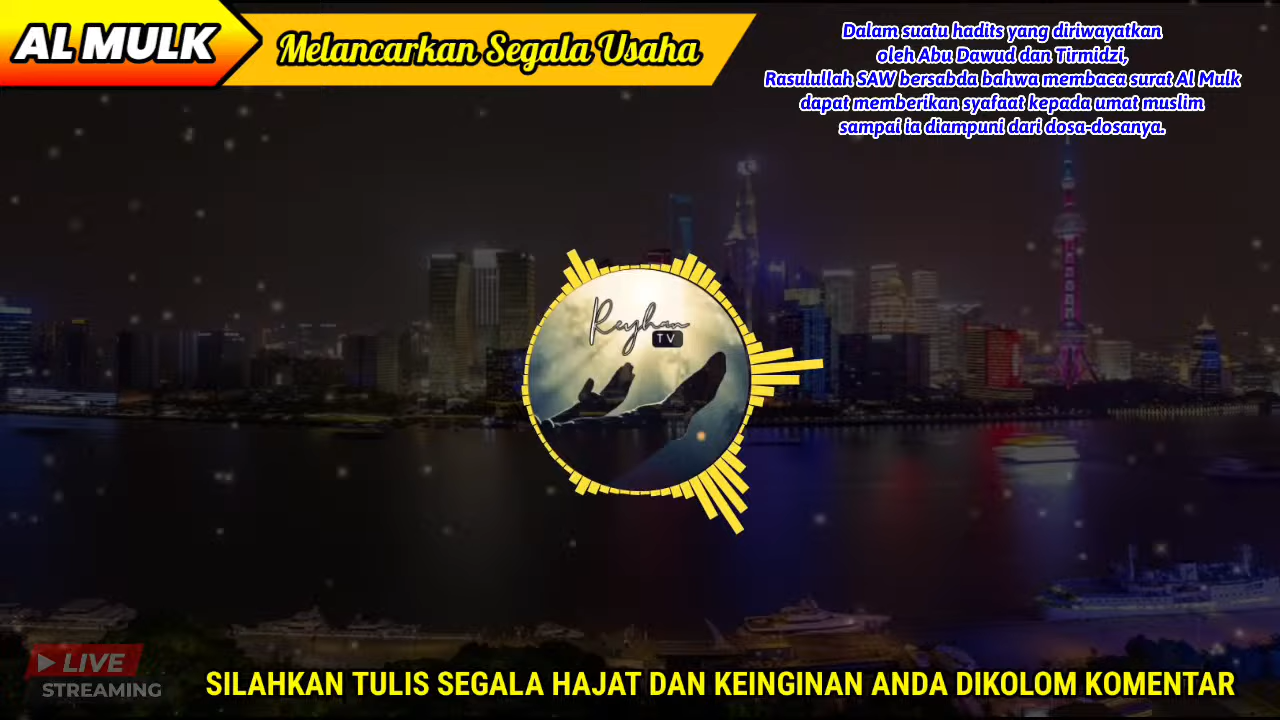 AL MULK
Melancarkan Segala Usaha
Dalam suatu hadits yang diriwayatkan
oleh Abu Dawud dan Tirmidzi,
Rasulullah SAW bersabda bahwa membaca surat Al Mulk
dapat memberikan syafaat kepada umat muslim
sampai ia diampuni dari dosa-dosanya.
Reyhan
TV
LIVE
STREAMING
SILAHKAN TULIS SEGALA HAJAT DAN KEINGINAN ANDA DIKOLOM KOMENTAR